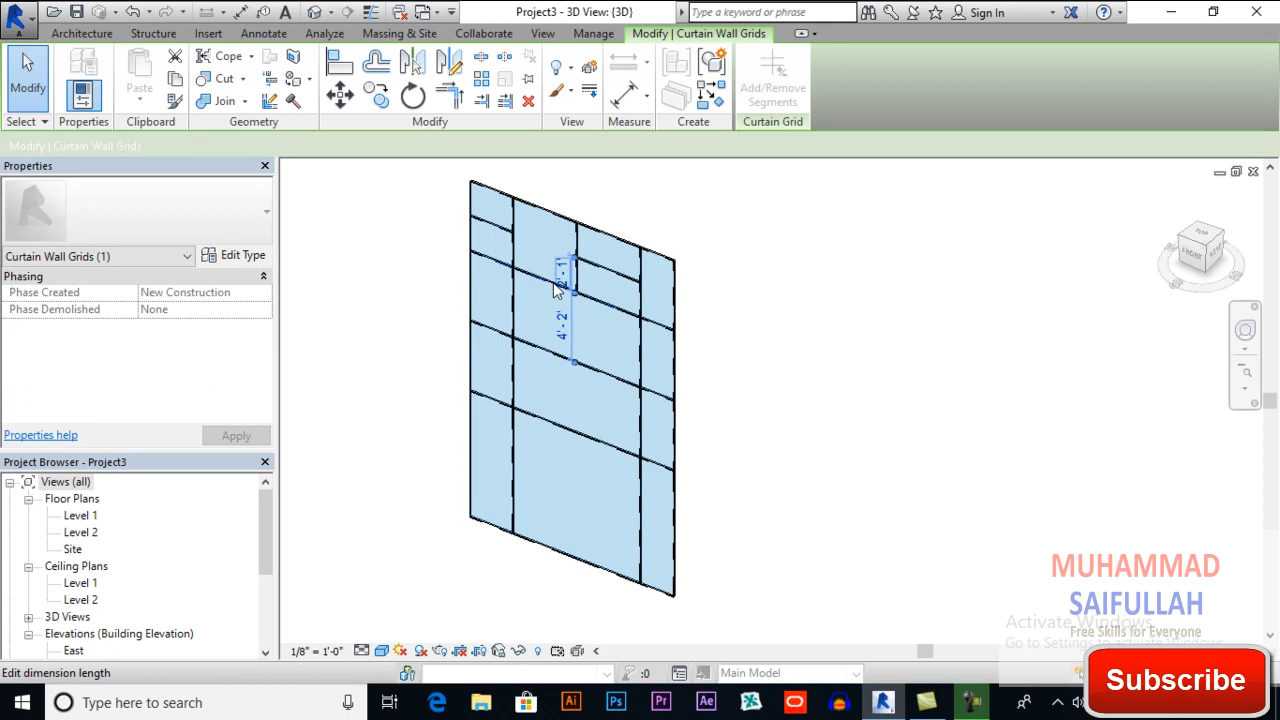 Project3 - 3D View: {3D}
Type a keyword or phrase
Sign In
Architecture Structure Insert Annotate Analyze Massing & Site Collaborate View Manage Modify | Curtain Wall Grids
Modify
Paste
Cope
Cut
Join
Add/Remove
Segments
Select Properties Clipboard Geometry Modify View Measure Create Curtain Grid
Modify | Curtain Wall Grids
Properties
Curtain Wall Grids (1)
Edit Type
Phasing
Phase Created New Construction
Phase Demolished None
Properties help
Apply
Project Browser - Project3
Views (all)
Floor Plans
Level 1
Level 2
Site
Ceiling Plans
Level 1
Level 2
3D Views
Elevations (Building Elevation)
East
4' - 2'
TOP
FRONT
MUHAMMAD
SAIFULLAH
Free Skills for Everyone
Activate Windows
Go to Settings to activate Windows.
1/8" = 1'-0"
Edit dimension length
:0
Main Model
Subscribe
Type here to search